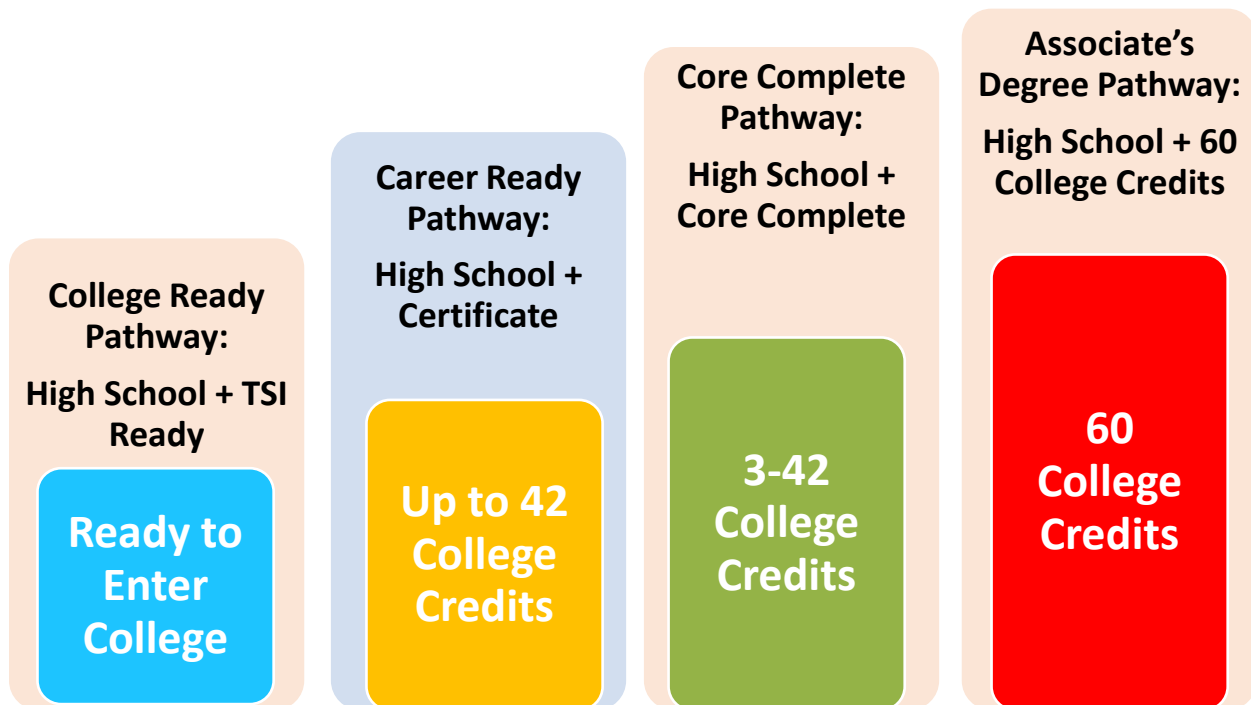 College Ready
Pathway:
High School + TSI
Ready
Ready to
Enter
College
Career Ready
Pathway:
High School +
Certificate
Up to 42
College
Credits
Core Complete
Pathway:
High School +
Core Complete
3-42
College
Credits
Associate’s
Degree Pathway:
High School + 60
College Credits
60
College
Credits